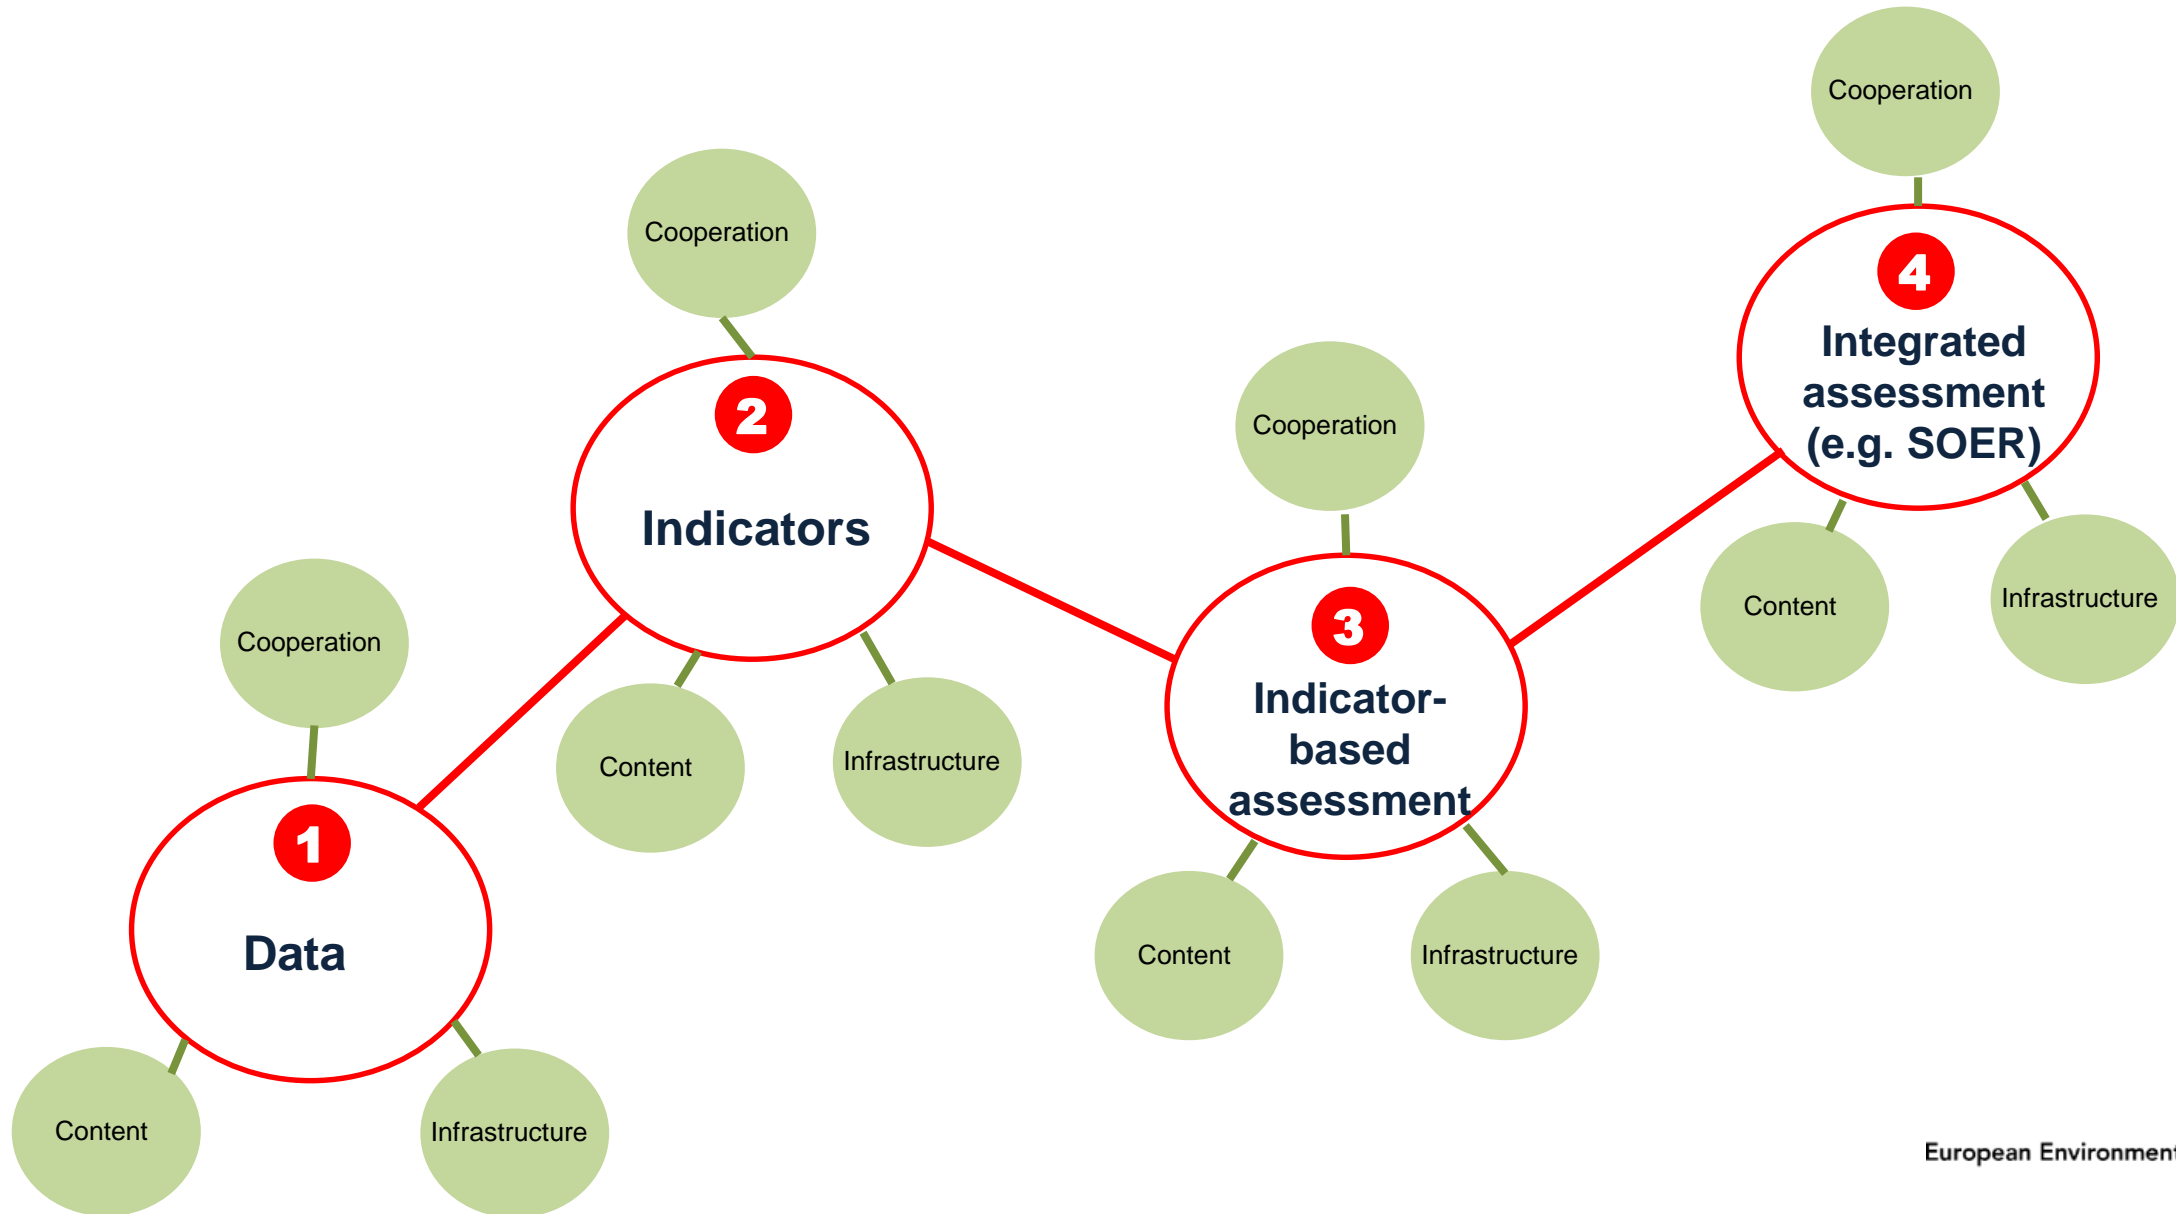 Cooperation
1
Data
Content
Infrastructure
Cooperation
2
Indicators
Content
Infrastructure
Cooperation
3
Indicator-
based
assessment
Content
Infrastructure
Cooperation
4
Integrated
assessment
(e.g. SOER)
Content
Infrastructure
European Environment